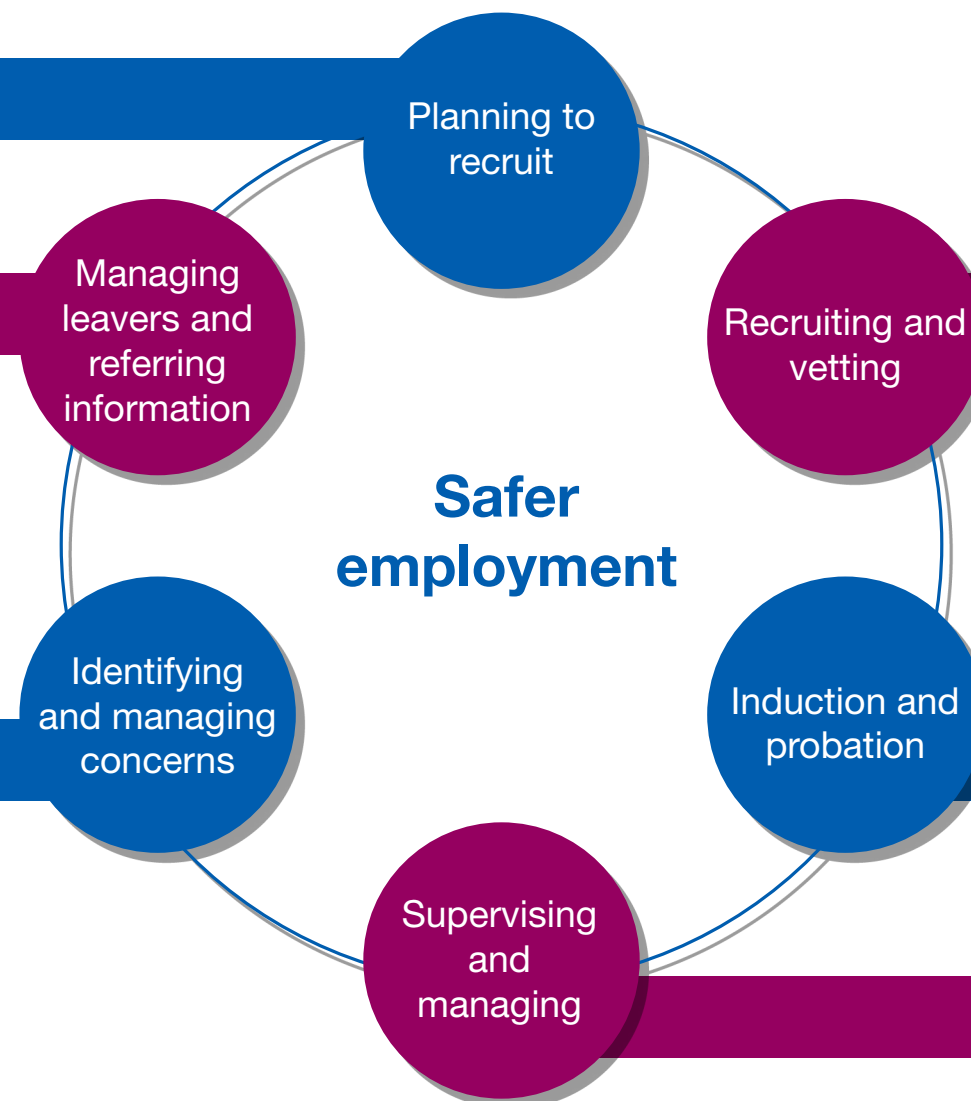 Planning to
recruit
Recruiting and
vetting
Induction and
probation
Supervising
and
managing
Identifying
and managing
concerns
Managing
leavers and
referring
information
Safer
employment